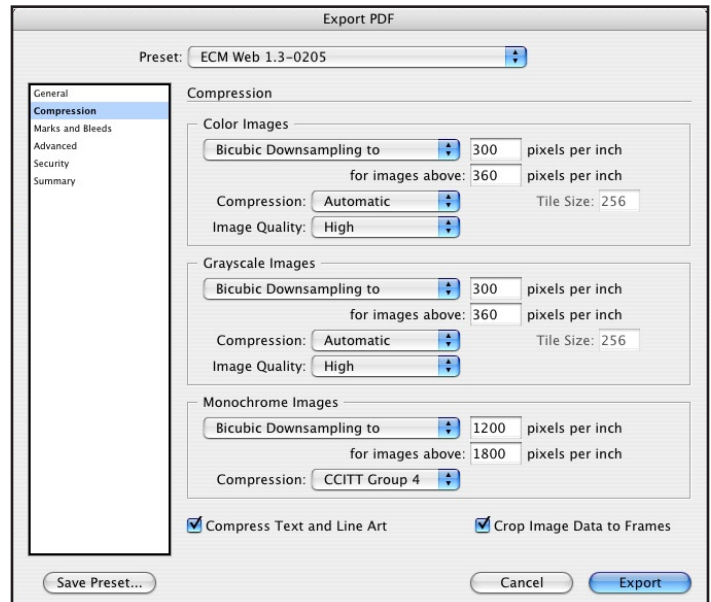 Export PDF
Preset: ECM Web 1.3-0205
General
Compression
Marks and Bleeds
Advanced
Security
Summary
Compression
Color Images
Bicubic Downsampling to 300 pixels per inch
for images above: 360 pixels per inch
Compression: Automatic Tile Size: 256
Image Quality: High
Grayscale Images
Bicubic Downsampling to 300 pixels per inch
for images above: 360 pixels per inch
Compression: Automatic Tile Size: 256
Image Quality: High
Monochrome Images
Bicubic Downsampling to 1200 pixels per inch
for images above: 1800 pixels per inch
Compression: CCITT Group 4
Compress Text and Line Art Crop Image Data to Frames
Save Preset... Cancel Export